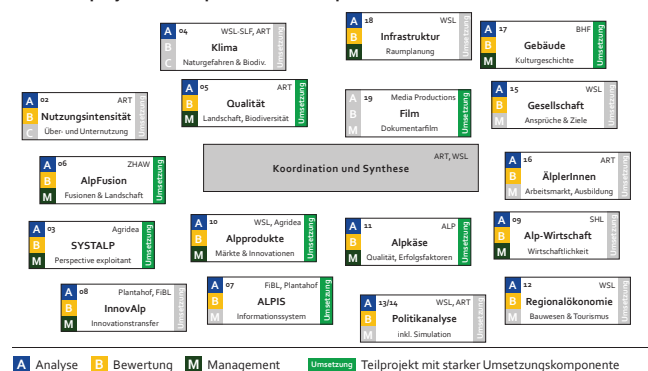 A 04 WSL-SLF, ART
B Klima
C Naturgefahren & Biodiv.
Umsetzung
A 18 WSL
B Infrastruktur
M Raumplanung
Umsetzung
A 17 BHF
B Gebäude
M Kulturgeschichte
Umsetzung
A 02 ART
B Nutzungsintensität
C Über- und Unternutzung
Umsetzung
A 05 ART
B Qualität
M Landschaft, Biodiversität
Umsetzung
A 19 Media Productions
B Film
M Dokumentarfilm
Umsetzung
A 15 WSL
B Gesellschaft
M Ansprüche & Ziele
Umsetzung
A 06 ZHAW
B AlpFusion
M Fusionen & Landschaft
Umsetzung
ART, WSL
Koordination und Synthese
A 16 ART
B ÄlplerInnen
M Arbeitsmarkt, Ausbildung
Umsetzung
A 03 Agridea
B SYSTALP
M Perspective exploitant
Umsetzung
A 10 WSL, Agridea
B Alpprodukte
M Märkte & Innovationen
Umsetzung
A 11 ALP
B Alpkäse
M Qualität, Erfolgsfaktoren
Umsetzung
A 09 SHL
B Alp-Wirtschaft
M Wirtschaftlichkeit
Umsetzung
A 08 Plantahof, FiBL
B InnovAlp
M Innovationstransfer
Umsetzung
A 07 FiBL, Plantahof
B ALPIS
M Informationssystem
Umsetzung
A 13/14 WSL, ART
B Politikanalyse
M inkl. Simulation
Umsetzung
A 12 WSL
B Regionalökonomie
M Bauwesen & Tourismus
Umsetzung
A Analyse B Bewertung M Management Umsetzung Teilprojekt mit starker Umsetzungskomponente